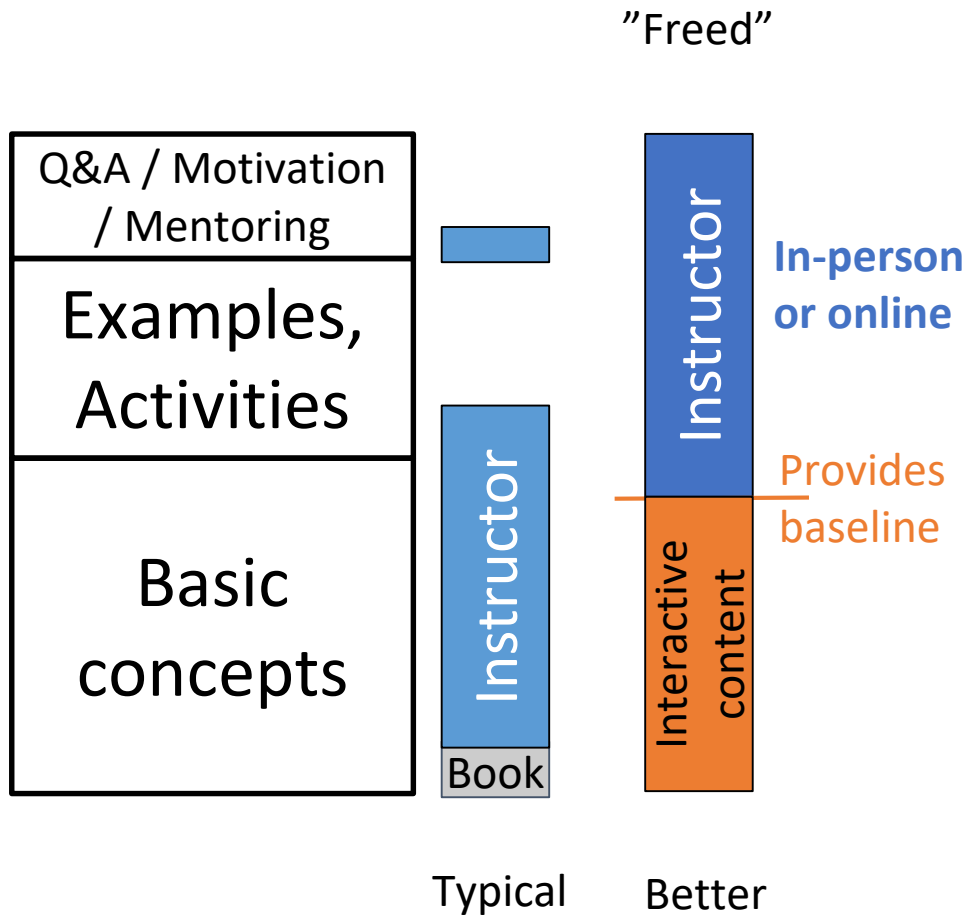 ”Freed”
Q&A / Motivation
/ Mentoring
Examples,
Activities
Basic
concepts
Instructor
Book
Instructor
Interactive
content
In-person
or online
Provides
baseline
Typical
Better